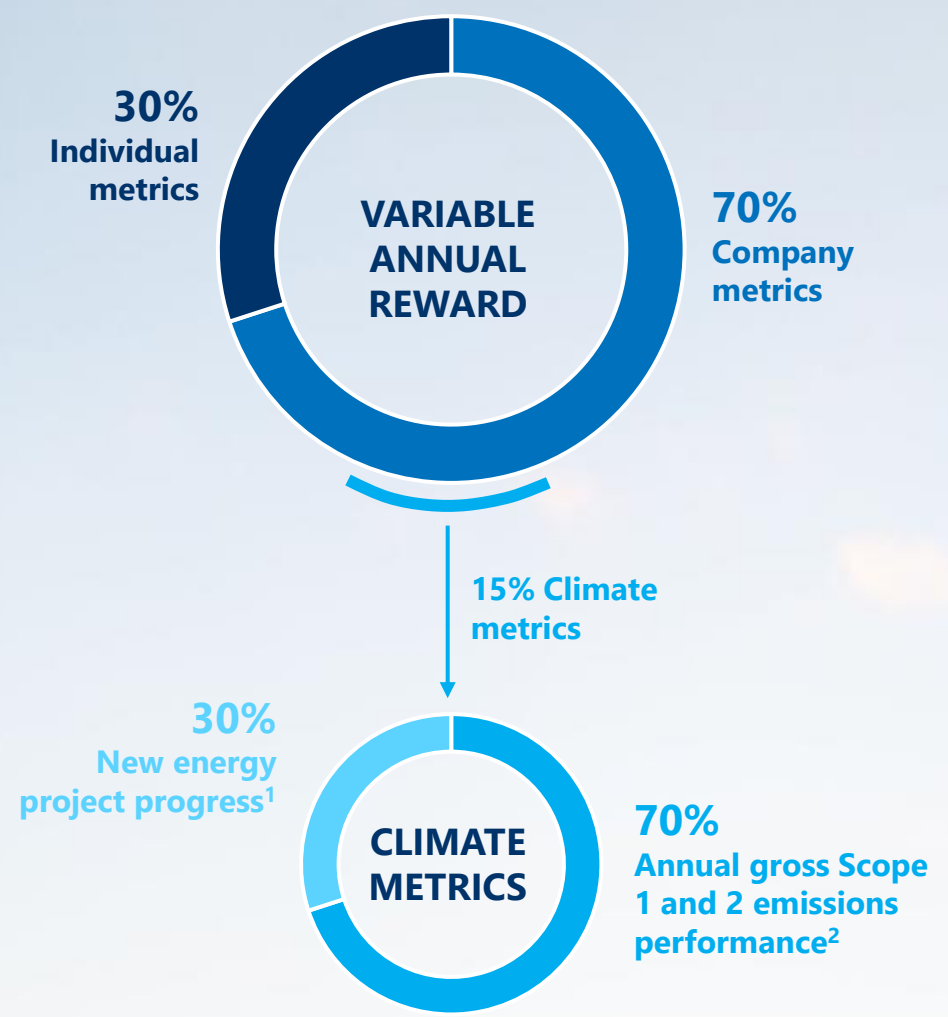 30%
Individual
metrics
VARIABLE
ANNUAL
REWARD
70%
Company
metrics
15% Climate
metrics
30%
New energy
project progress¹
CLIMATE
METRICS
70%
Annual gross Scope
1 and 2 emissions
performance²